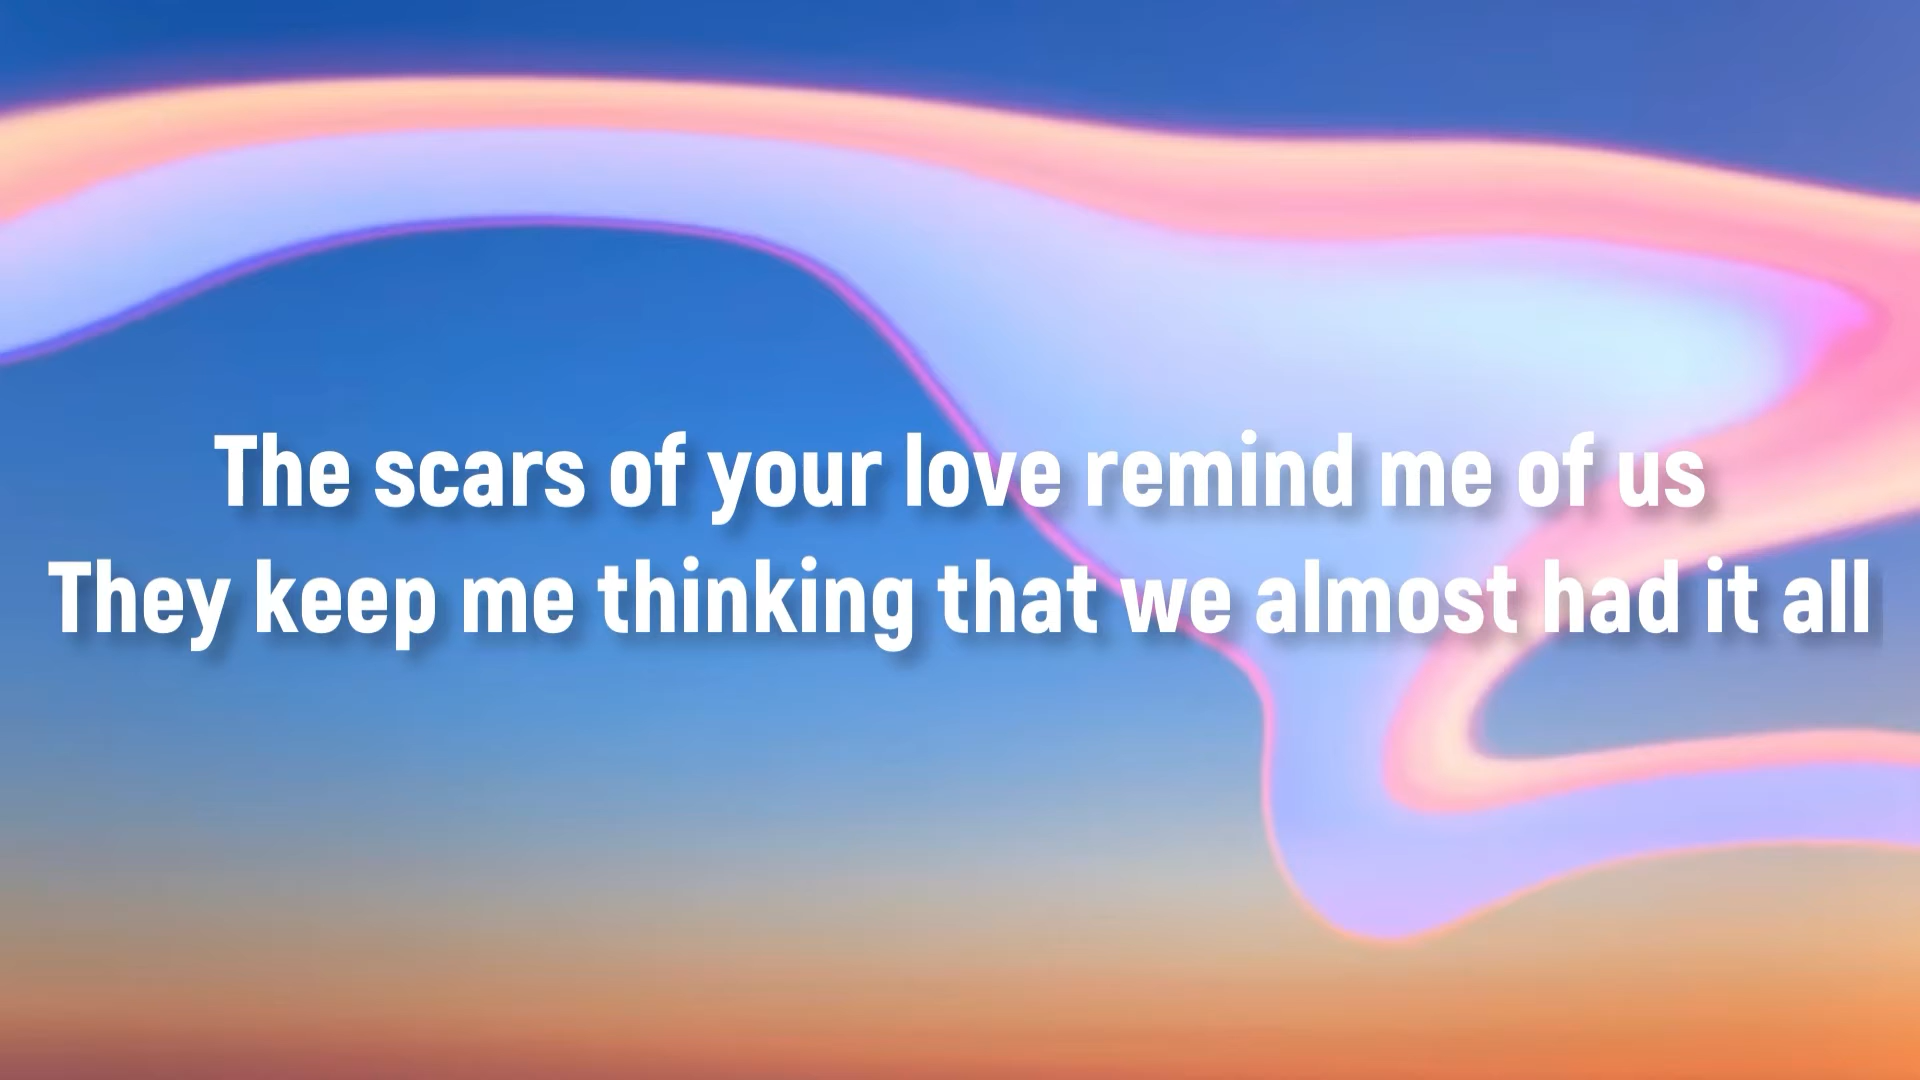 The scars of your love remind me of us
They keep me thinking that we almost had it all